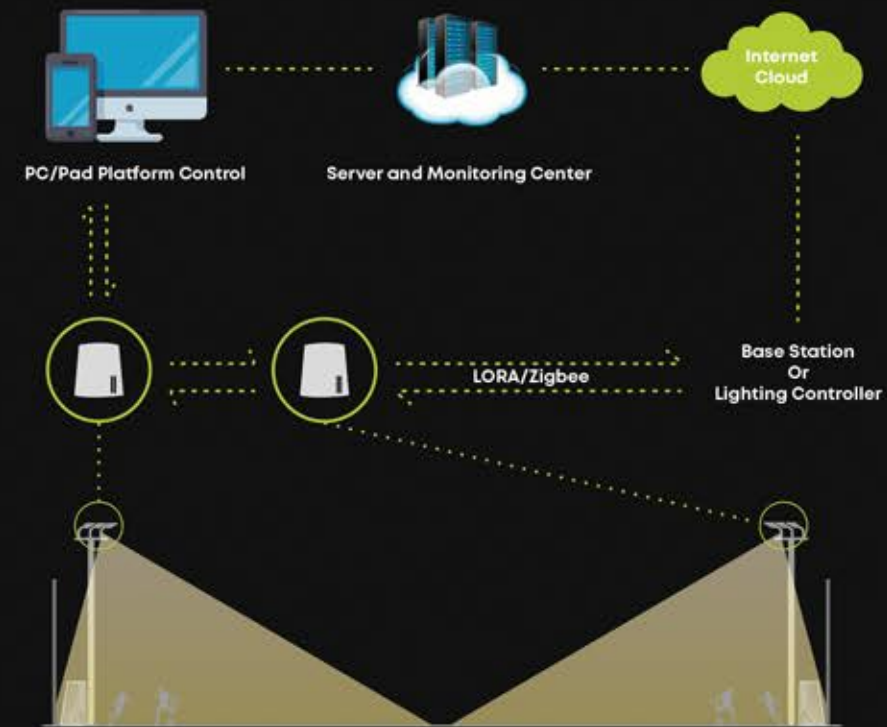 Internet
Cloud
PC/Pad Platform Control
Server and Monitoring Center
LORA/Zigbee
Base Station
Or
Lighting Controller